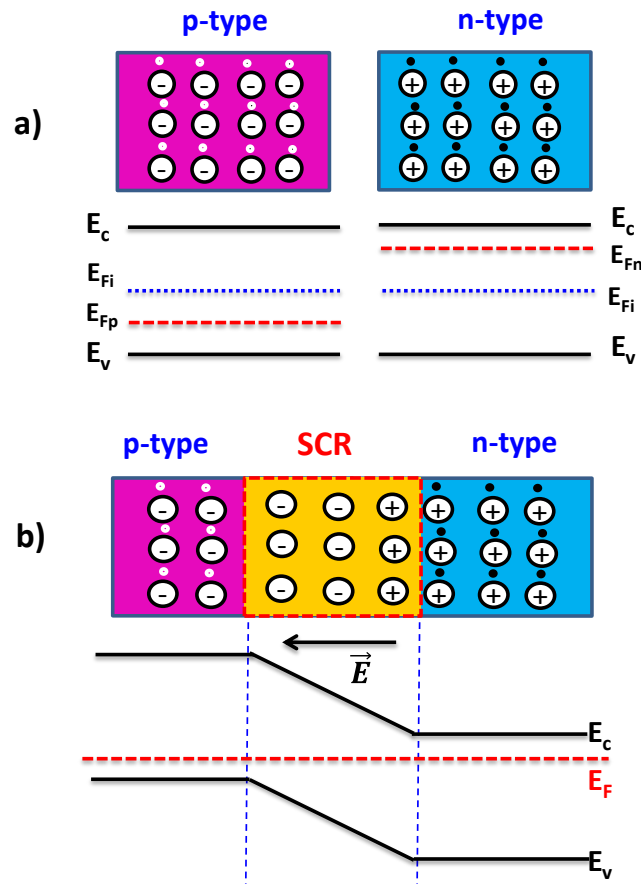 p-type n-type
a)
- - - - + + + +
- - - - + + + +
- - - - + + + +
E_c E_c
E_Fn
E_Fi E_Fi
E_Fp
E_v E_v
p-type SCR n-type
b)
- - - - + + + +
- - - - + + + +
- - - - + + + +
E⃗
E_c
E_F
E_v